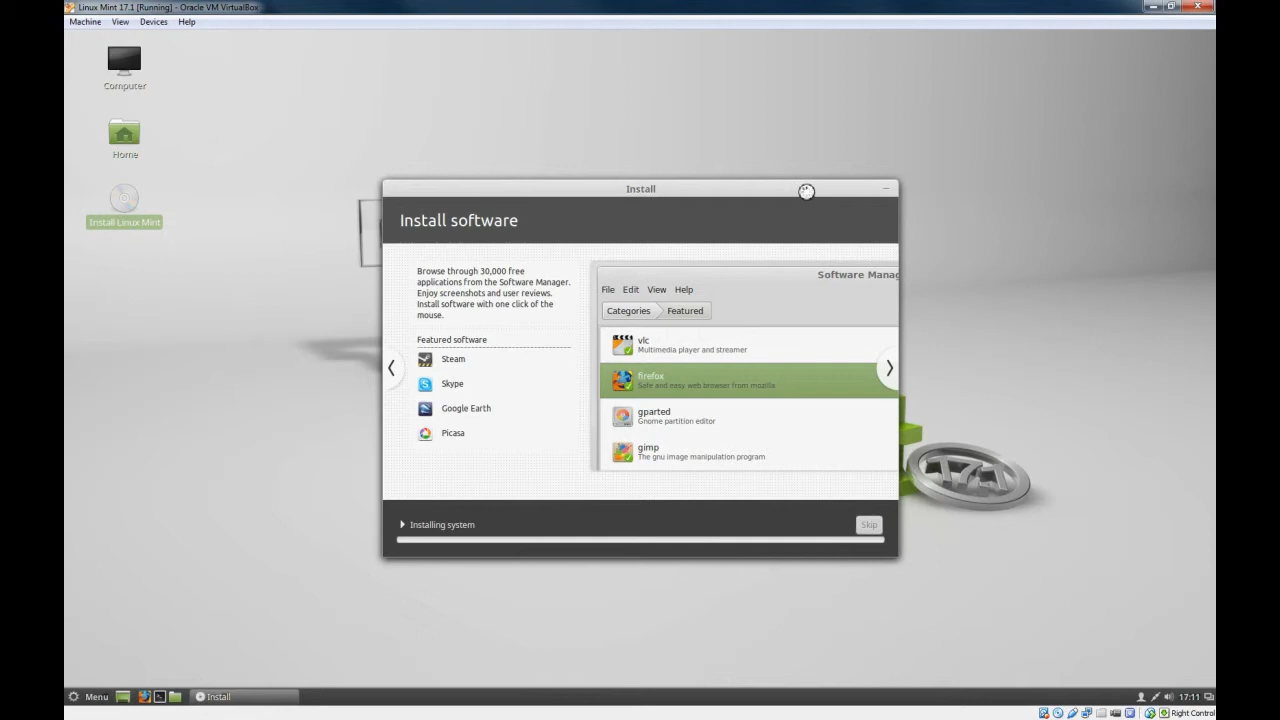 Linux Mint 17.1 [Running] - Oracle VM VirtualBox
Machine View Devices Help
Computer
Home
Install Linux Mint
Install
Install software
Browse through 30,000 free
applications from the Software Manager.
Enjoy screenshots and user reviews.
Install software with one click of the
mouse.
Featured software
Steam
Skype
Google Earth
Picasa
Software Manag
File Edit View Help
Categories Featured
vlc
Multimedia player and streamer
firefox
Safe and easy web browser from mozilla
gparted
Gnome partition editor
gimp
The gnu image manipulation program
Installing system
Skip
17.1
Menu
Install
17:11
Right Control